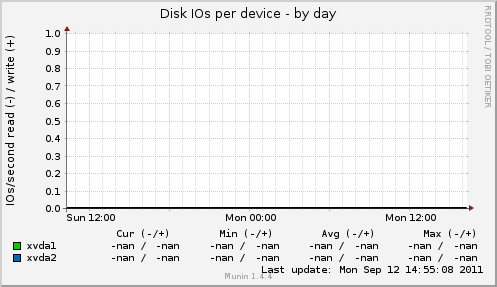 Disk IOs per device - by day
RRDTOOL / TOBI OETIKER
IOs/second read (-) / write (+)
1.0
0.9
0.8
0.7
0.6
0.5
0.4
0.3
0.2
0.1
0.0
Sun 12:00 Mon 00:00 Mon 12:00
Cur (-/+) Min (-/+) Avg (-/+) Max (-/+)
xvda1 -nan / -nan -nan / -nan -nan / -nan -nan / -nan
xvda2 -nan / -nan -nan / -nan -nan / -nan -nan / -nan
Last update: Mon Sep 12 14:55:08 2011
Munin 1.4.4